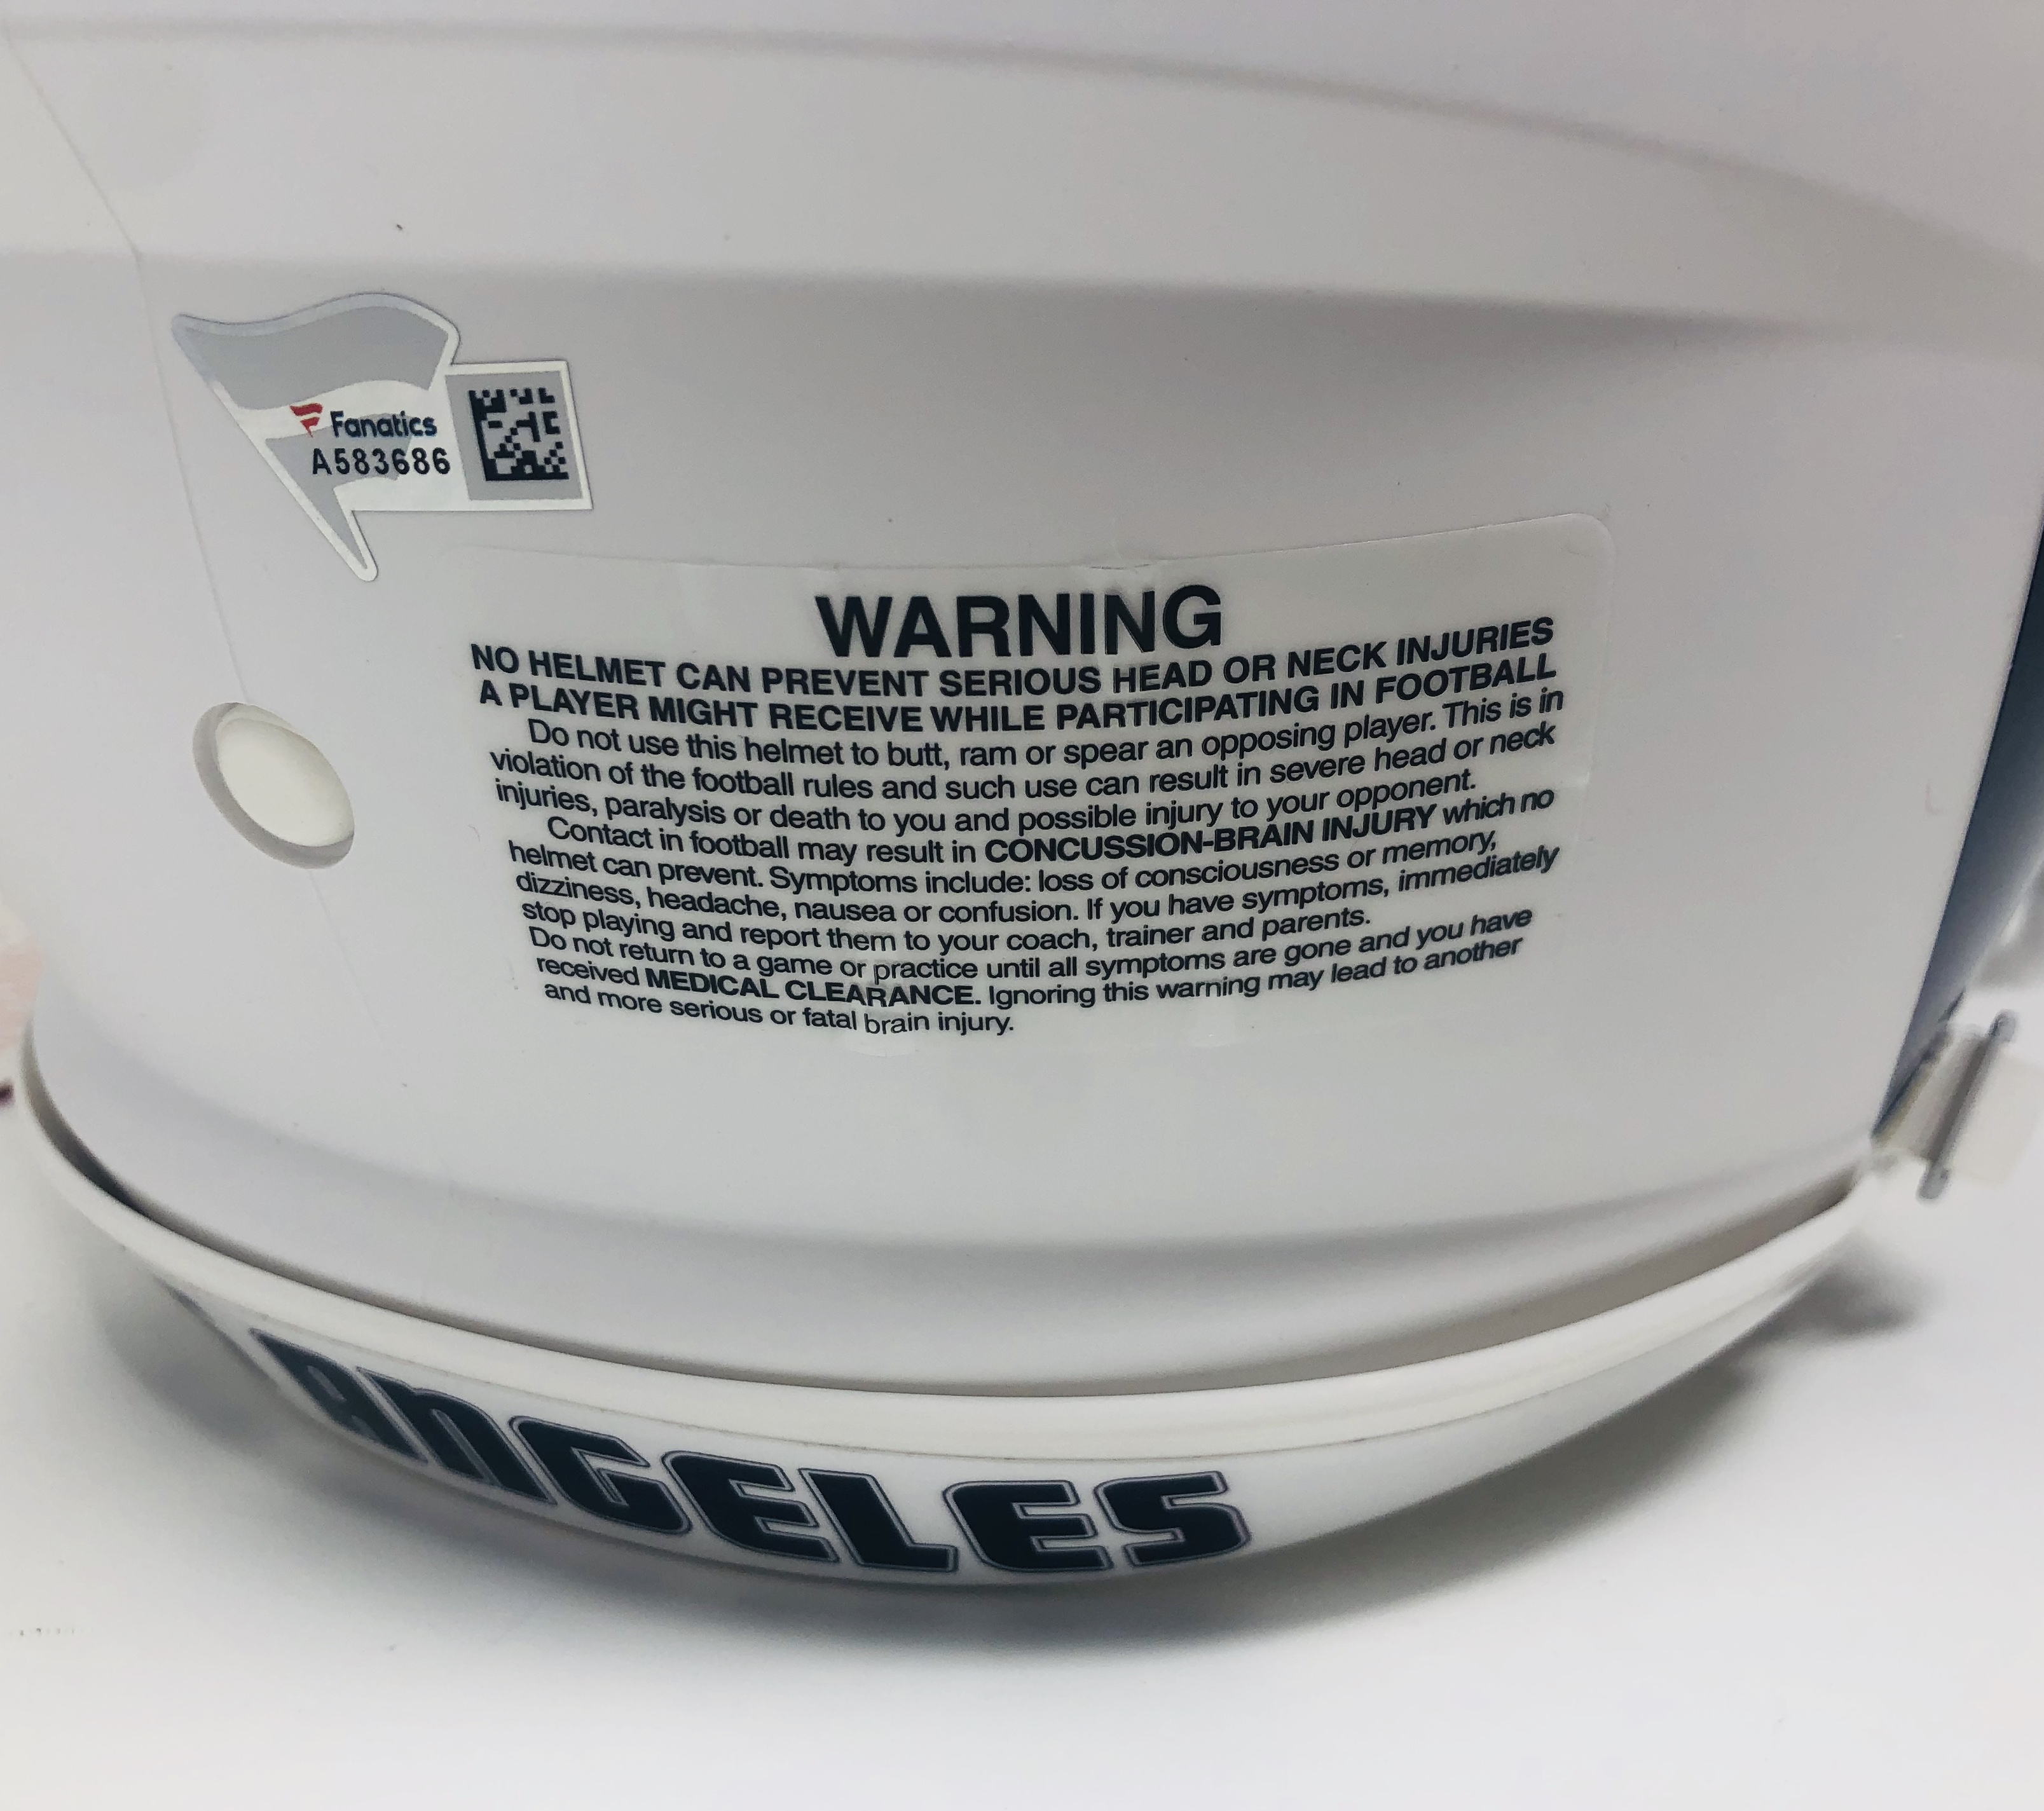 Fanatics
A583686
WARNING
NO HELMET CAN PREVENT SERIOUS HEAD OR NECK INJURIES
A PLAYER MIGHT RECEIVE WHILE PARTICIPATING IN FOOTBALL
Do not use this helmet to butt, ram or spear an opposing player. This is in
violation of the football rules and such use can result in severe head or neck
injuries, paralysis or death to you and possible injury to your opponent.
Contact in football may result in CONCUSSION-BRAIN INJURY which no
helmet can prevent. Symptoms include: loss of consciousness or memory,
dizziness, headache, nausea or confusion. If you have symptoms, immediately
stop playing and report them to your coach, trainer and parents.
Do not return to a game or practice until all symptoms are gone and you have
received MEDICAL CLEARANCE. Ignoring this warning may lead to another
and more serious or fatal brain injury.
ANGELES